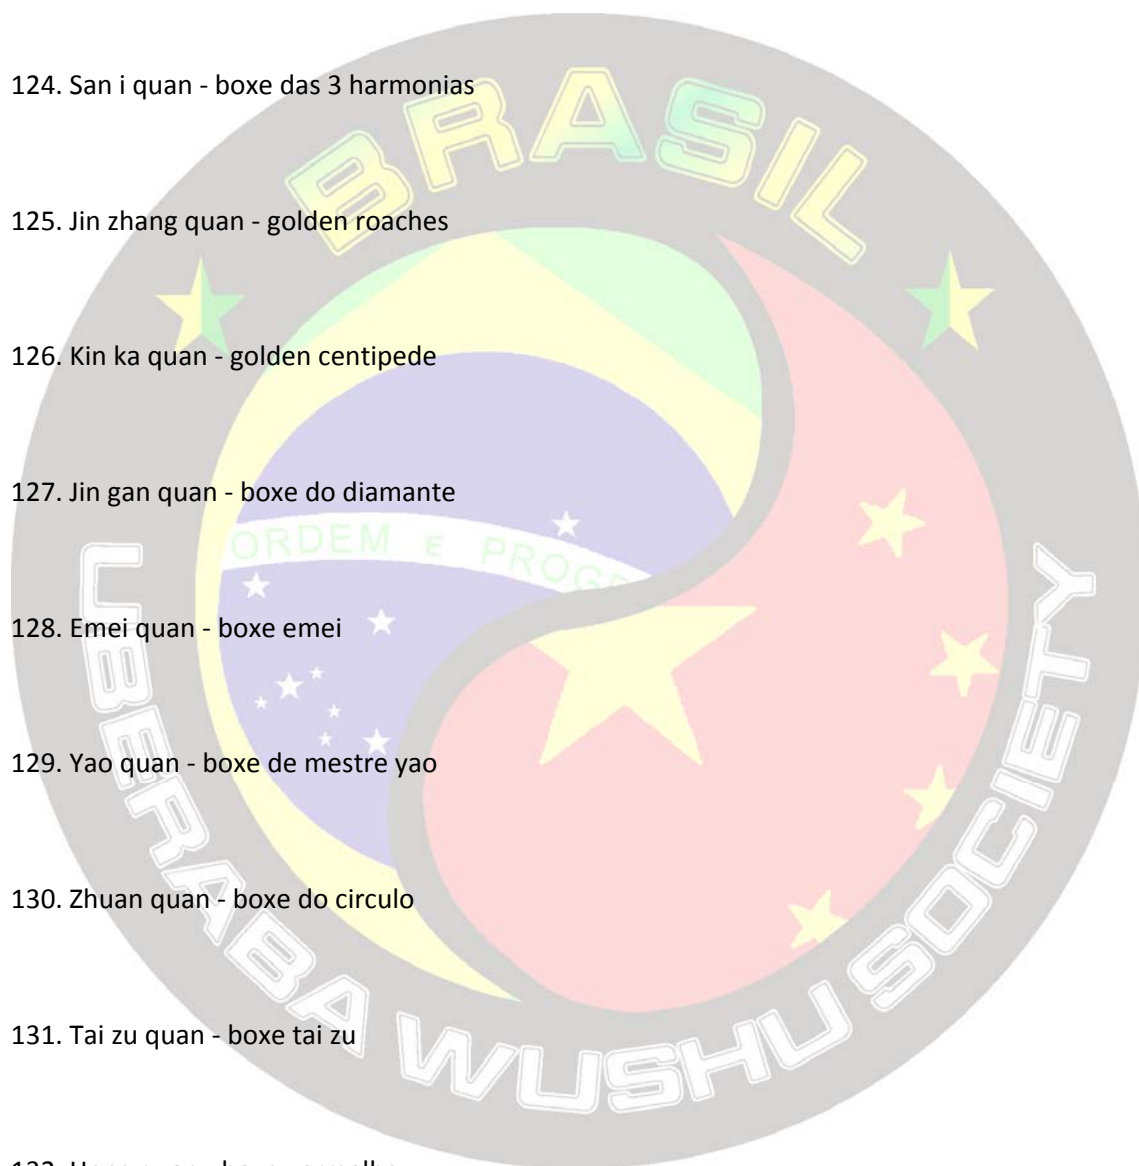 124. San i quan - boxe das 3 harmonias
BRASIL
125. Jin zhang quan - golden roaches
126. Kin ka quan - golden centipede
127. Jin gan quan - boxe do diamante
ORDEM E
128. Emei quan - boxe emei
129. Yao quan - boxe de mestre yao
130. Zhuan quan - boxe do circulo
131. Tai zu quan - boxe tai zu
UBERABA WUSHU SOCIETY